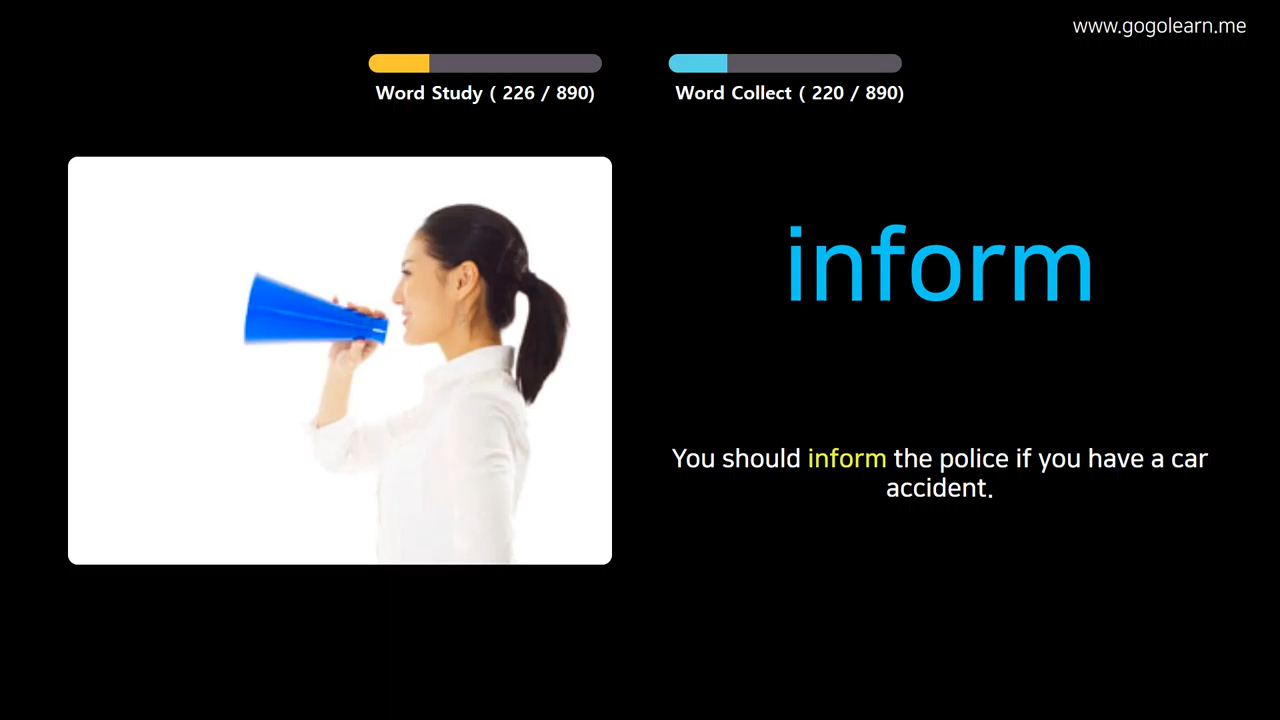 www.gogolearn.me
Word Study ( 226 / 890)
Word Collect ( 220 / 890)
inform
You should inform the police if you have a car
accident.